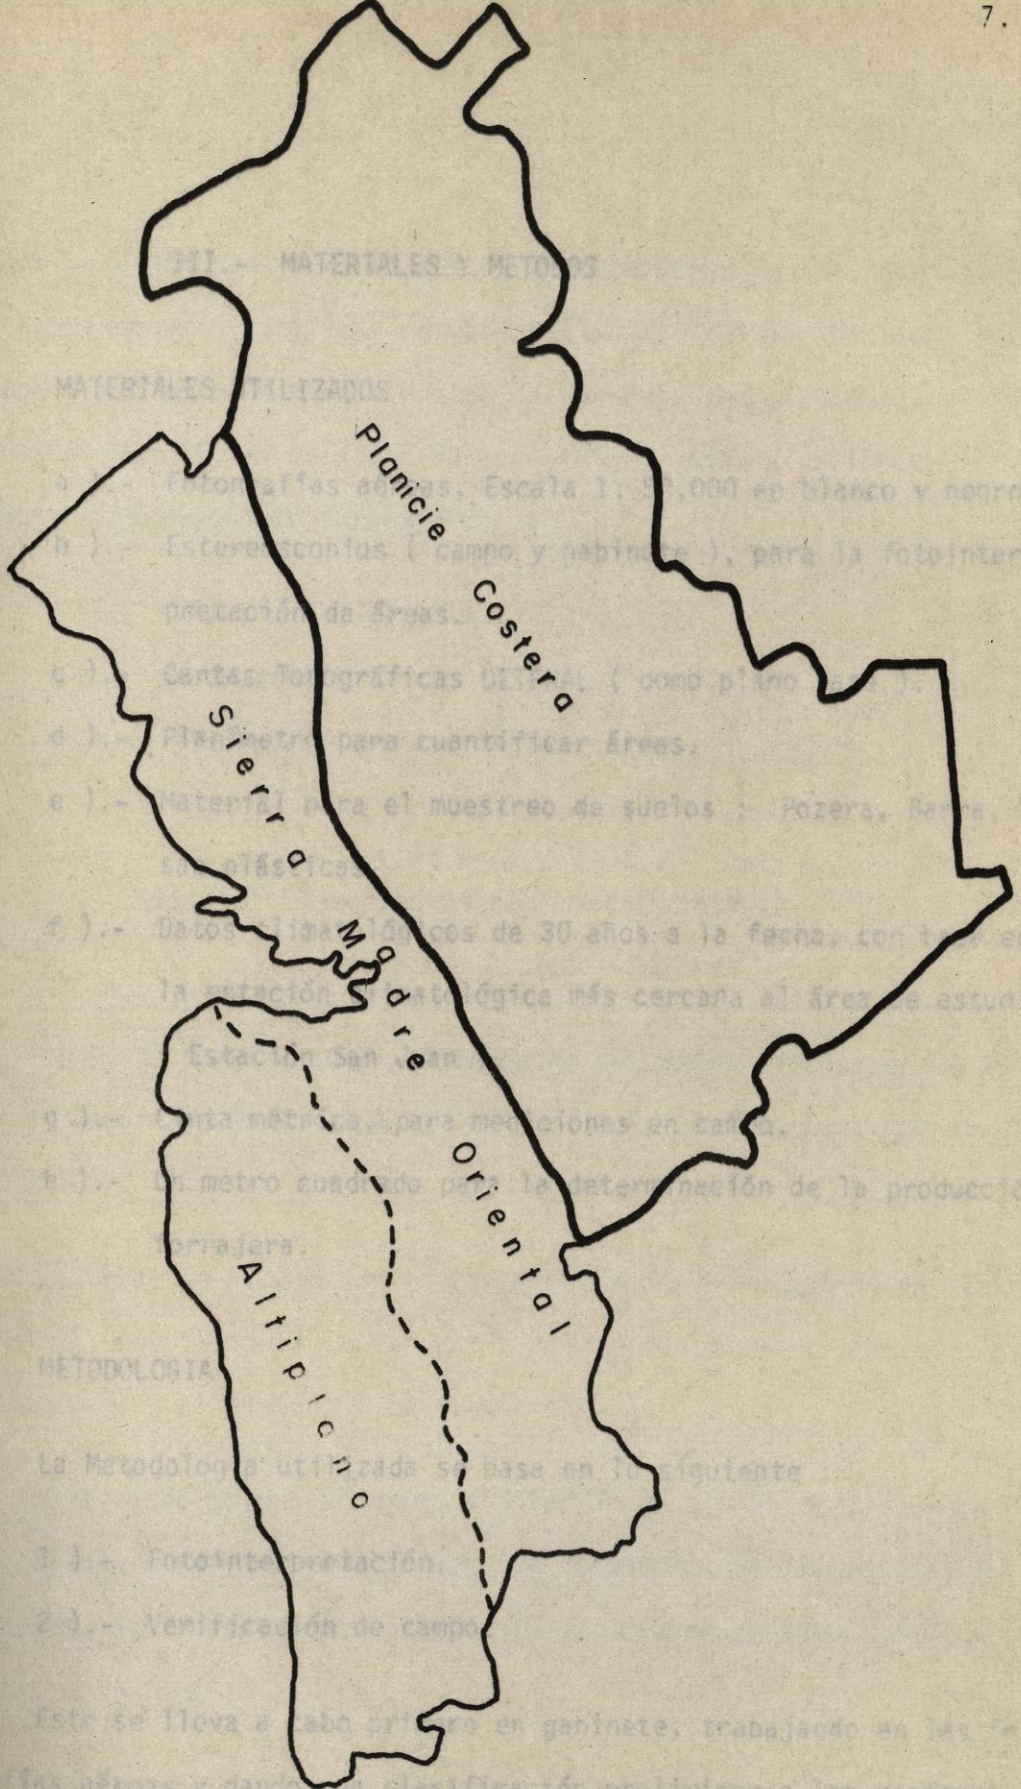 7.
III.- MATERIALES Y METODOS
MATERIALES UTILIZADOS
a ).- Fotografías aéreas, Escala 1: 50,000 en blanco y negro
b ).- Estereoscopios ( campo y gabinete ), para la fotointer
pretación de áreas.
c ).- Cartas Topográficas DETENAL ( como plano base ).
d ).- Planímetro para cuantificar áreas.
e ).- Material para el muestreo de suelos : Pozera, Barra,
sas plásticas
f ).- Datos climatológicos de 30 años a la fecha, con base en
la estación climatológica más cercana al área de estud
Estación San Juan
g ).- Cinta métrica, para mediciones en campo.
h ).- Un metro cuadrado para la determinación de la producció
forrajera.
METODOLOGIA
La Metodología utilizada se basa en lo siguiente
1 ).- Fotointerpretación.
2 ).- Verificación de campo
Este se lleva a cabo primero en gabinete, trabajando en las fo
Planicie Costera
Sierra Madre Oriental
Altiplano